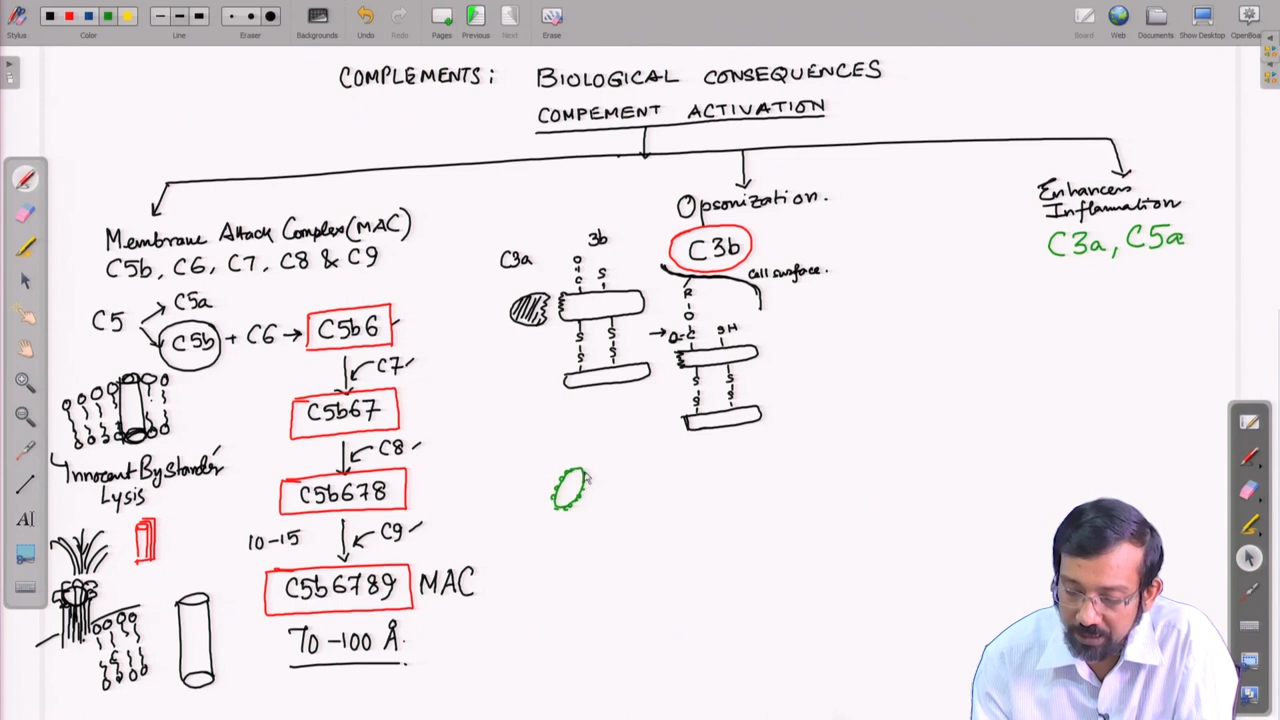 Stylus Color Line Eraser Backgrounds Undo Redo Pages Previous Next Erase Board Web Documents Show Desktop OpenBoa
COMPLEMENTS: BIOLOGICAL CONSEQUENCES
COMPEMENT ACTIVATION
Membrane Attack Complex (MAC)
C5b, C6, C7, C8 & C9
C5
C5a
C5b + C6 → C5b6
C7
C5b67
C8
C5b678
10-15
C9
C5b6789 MAC
70-100 Å.
Innocent Bystander
Lysis
Opsonization.
C3b
Cell surface.
C3a
3b
O
C
S
S S
S S
R
O
O=C
SH
S S
S S
Enhancers
Inflammation
C3a, C5a
AI